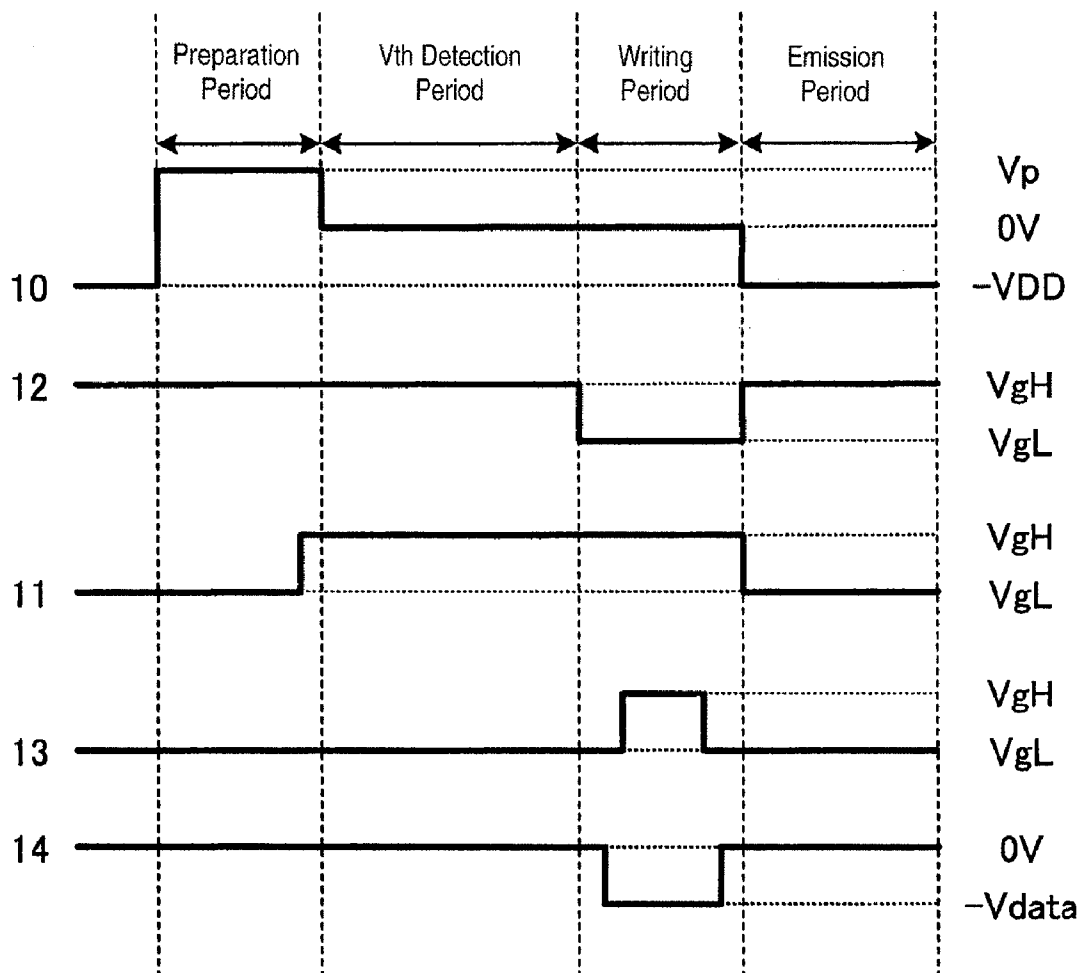 Preparation Period
Vth Detection Period
Writing Period
Emission Period
Vp
0V
10
-VDD
12
VgH
VgL
VgH
11
VgL
VgH
13
VgL
14
0V
-Vdata